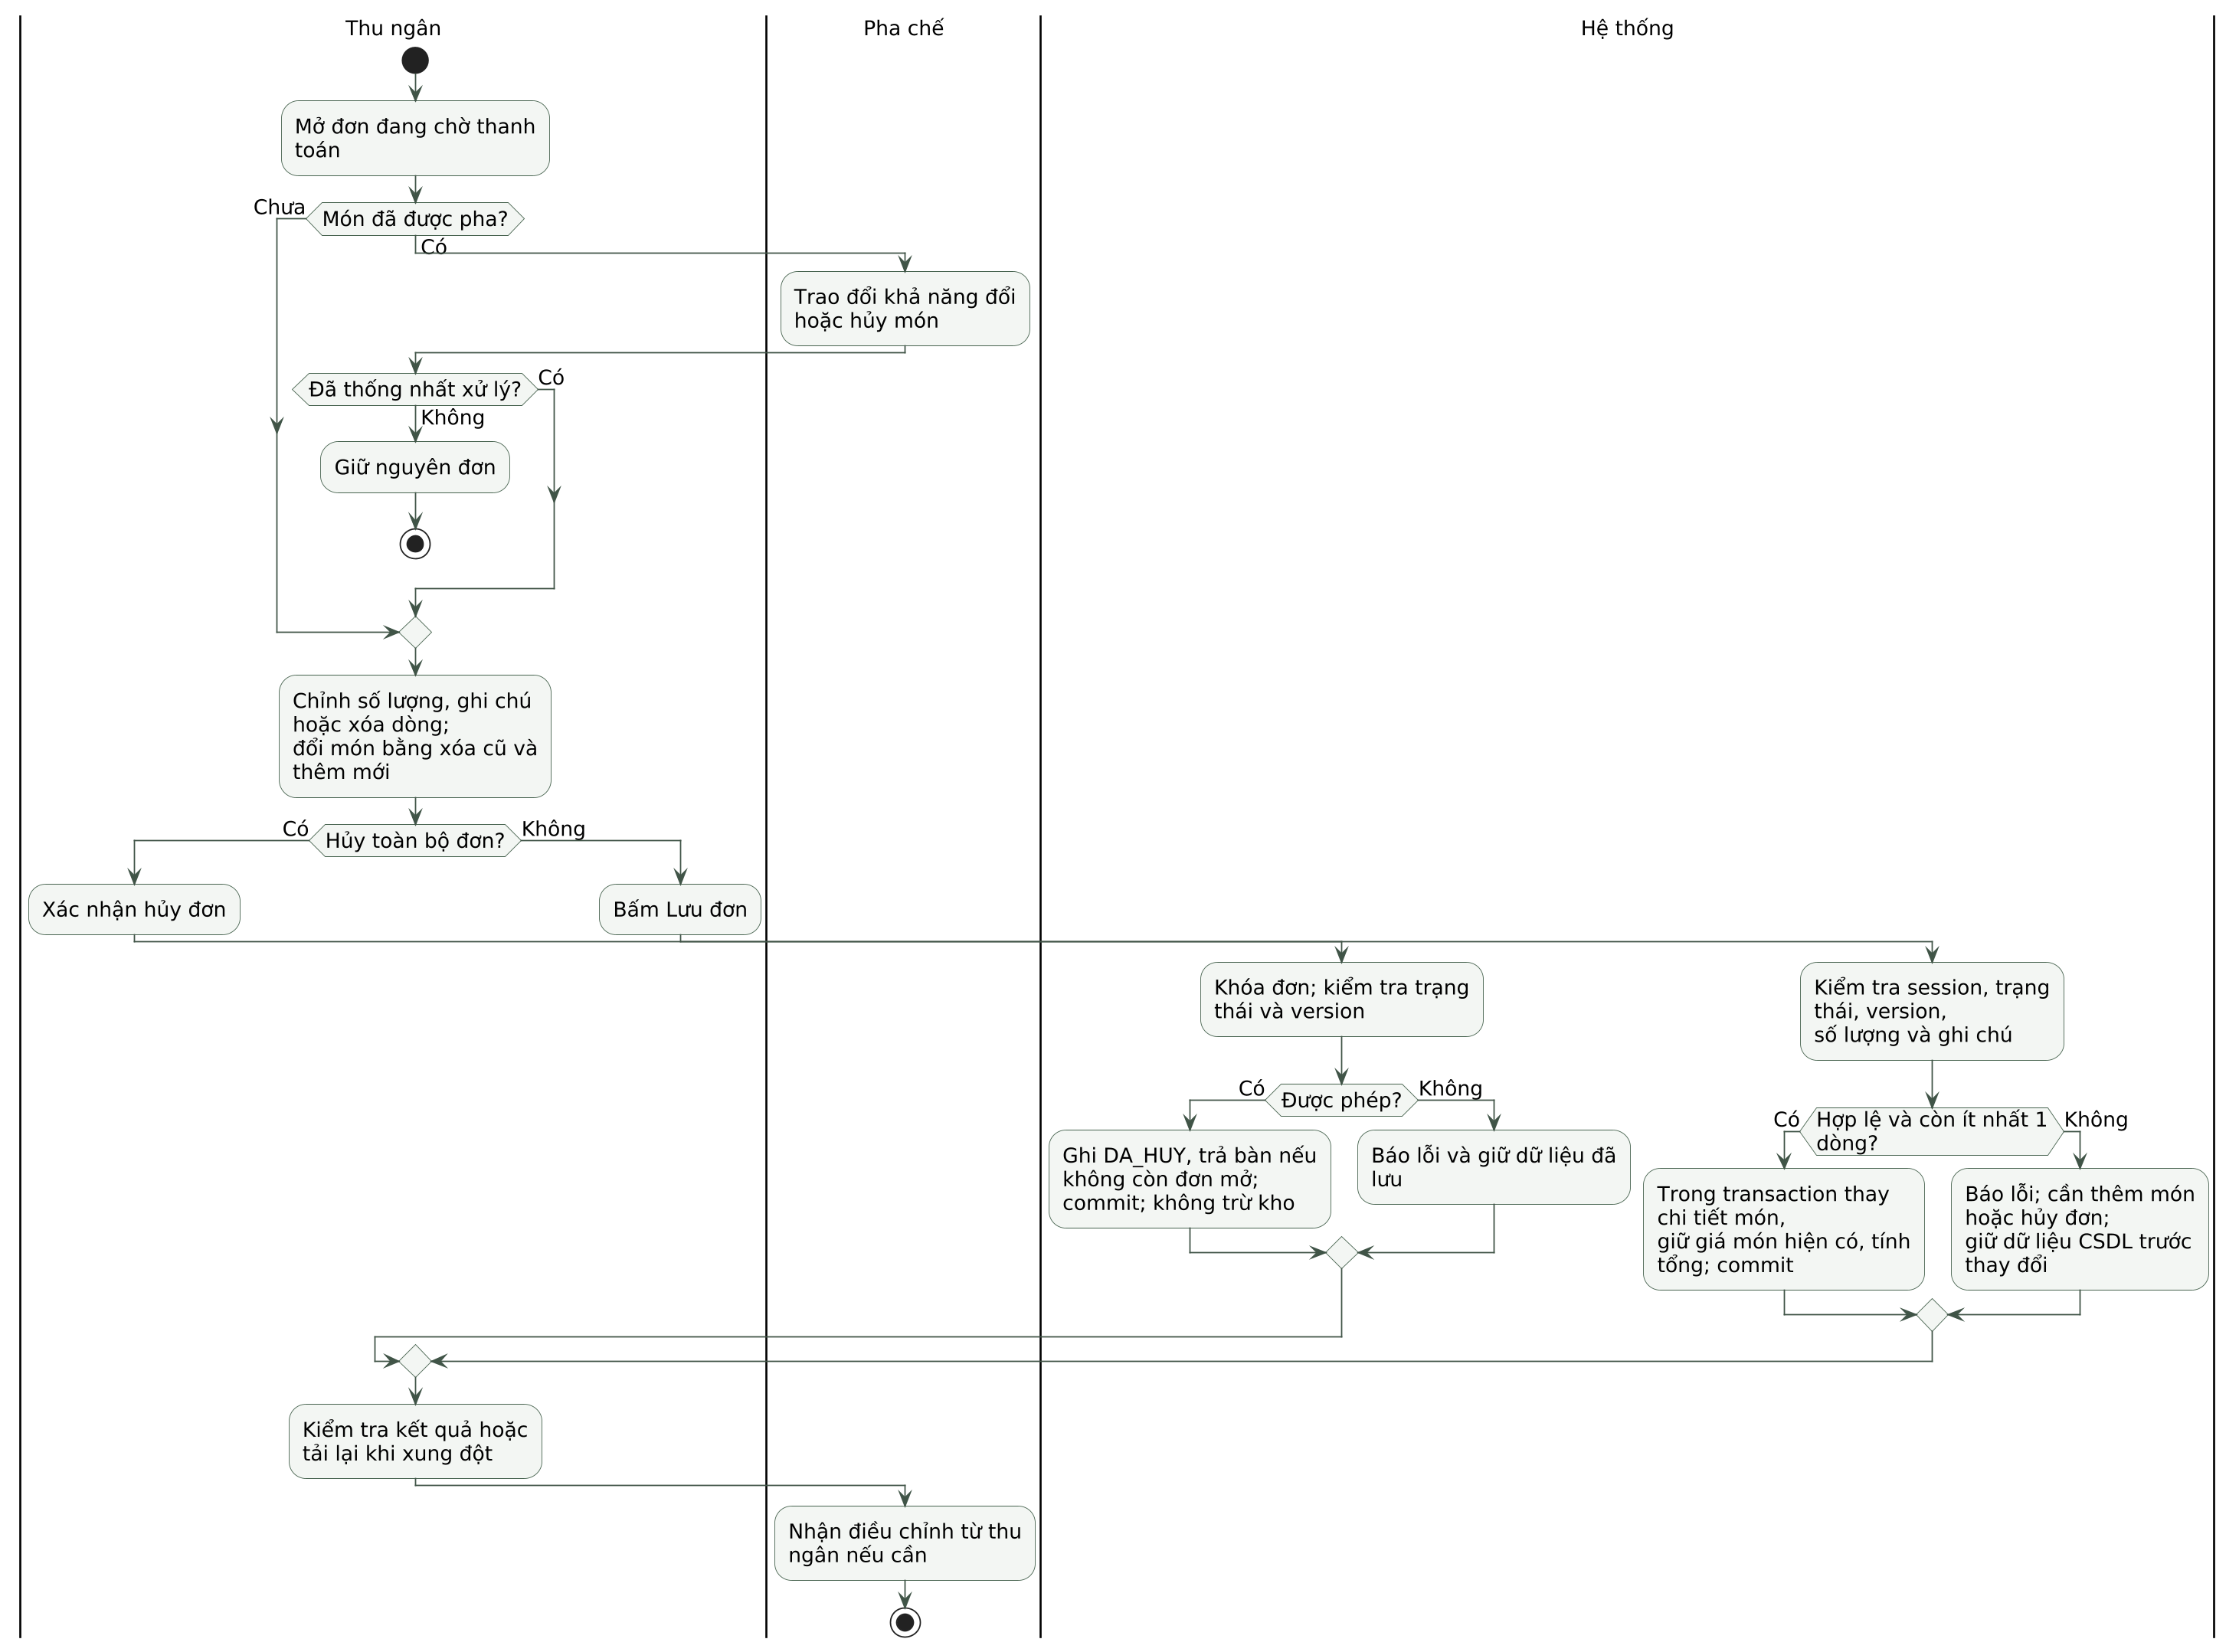 Thu ngân
Pha chế
Hệ thống
Mở đơn đang chờ thanh
toán
Chưa
Món đã được pha?
Có
Trao đổi khả năng đổi
hoặc hủy món
Đã thống nhất xử lý?
Có
Không
Giữ nguyên đơn
Chỉnh số lượng, ghi chú
hoặc xóa dòng;
đổi món bằng xóa cũ và
thêm mới
Có
Hủy toàn bộ đơn?
Không
Xác nhận hủy đơn
Bấm Lưu đơn
Khóa đơn; kiểm tra trạng
thái và version
Kiểm tra session, trạng
thái, version,
số lượng và ghi chú
Có
Được phép?
Không
Có
Hợp lệ và còn ít nhất 1
dòng?
Không
Ghi DA_HUY, trả bàn nếu
không còn đơn mở;
commit; không trừ kho
Báo lỗi và giữ dữ liệu đã
lưu
Trong transaction thay
chi tiết món,
giữ giá món hiện có, tính
tổng; commit
Báo lỗi; cần thêm món
hoặc hủy đơn;
giữ dữ liệu CSDL trước
thay đổi
Kiểm tra kết quả hoặc
tải lại khi xung đột
Nhận điều chỉnh từ thu
ngân nếu cần